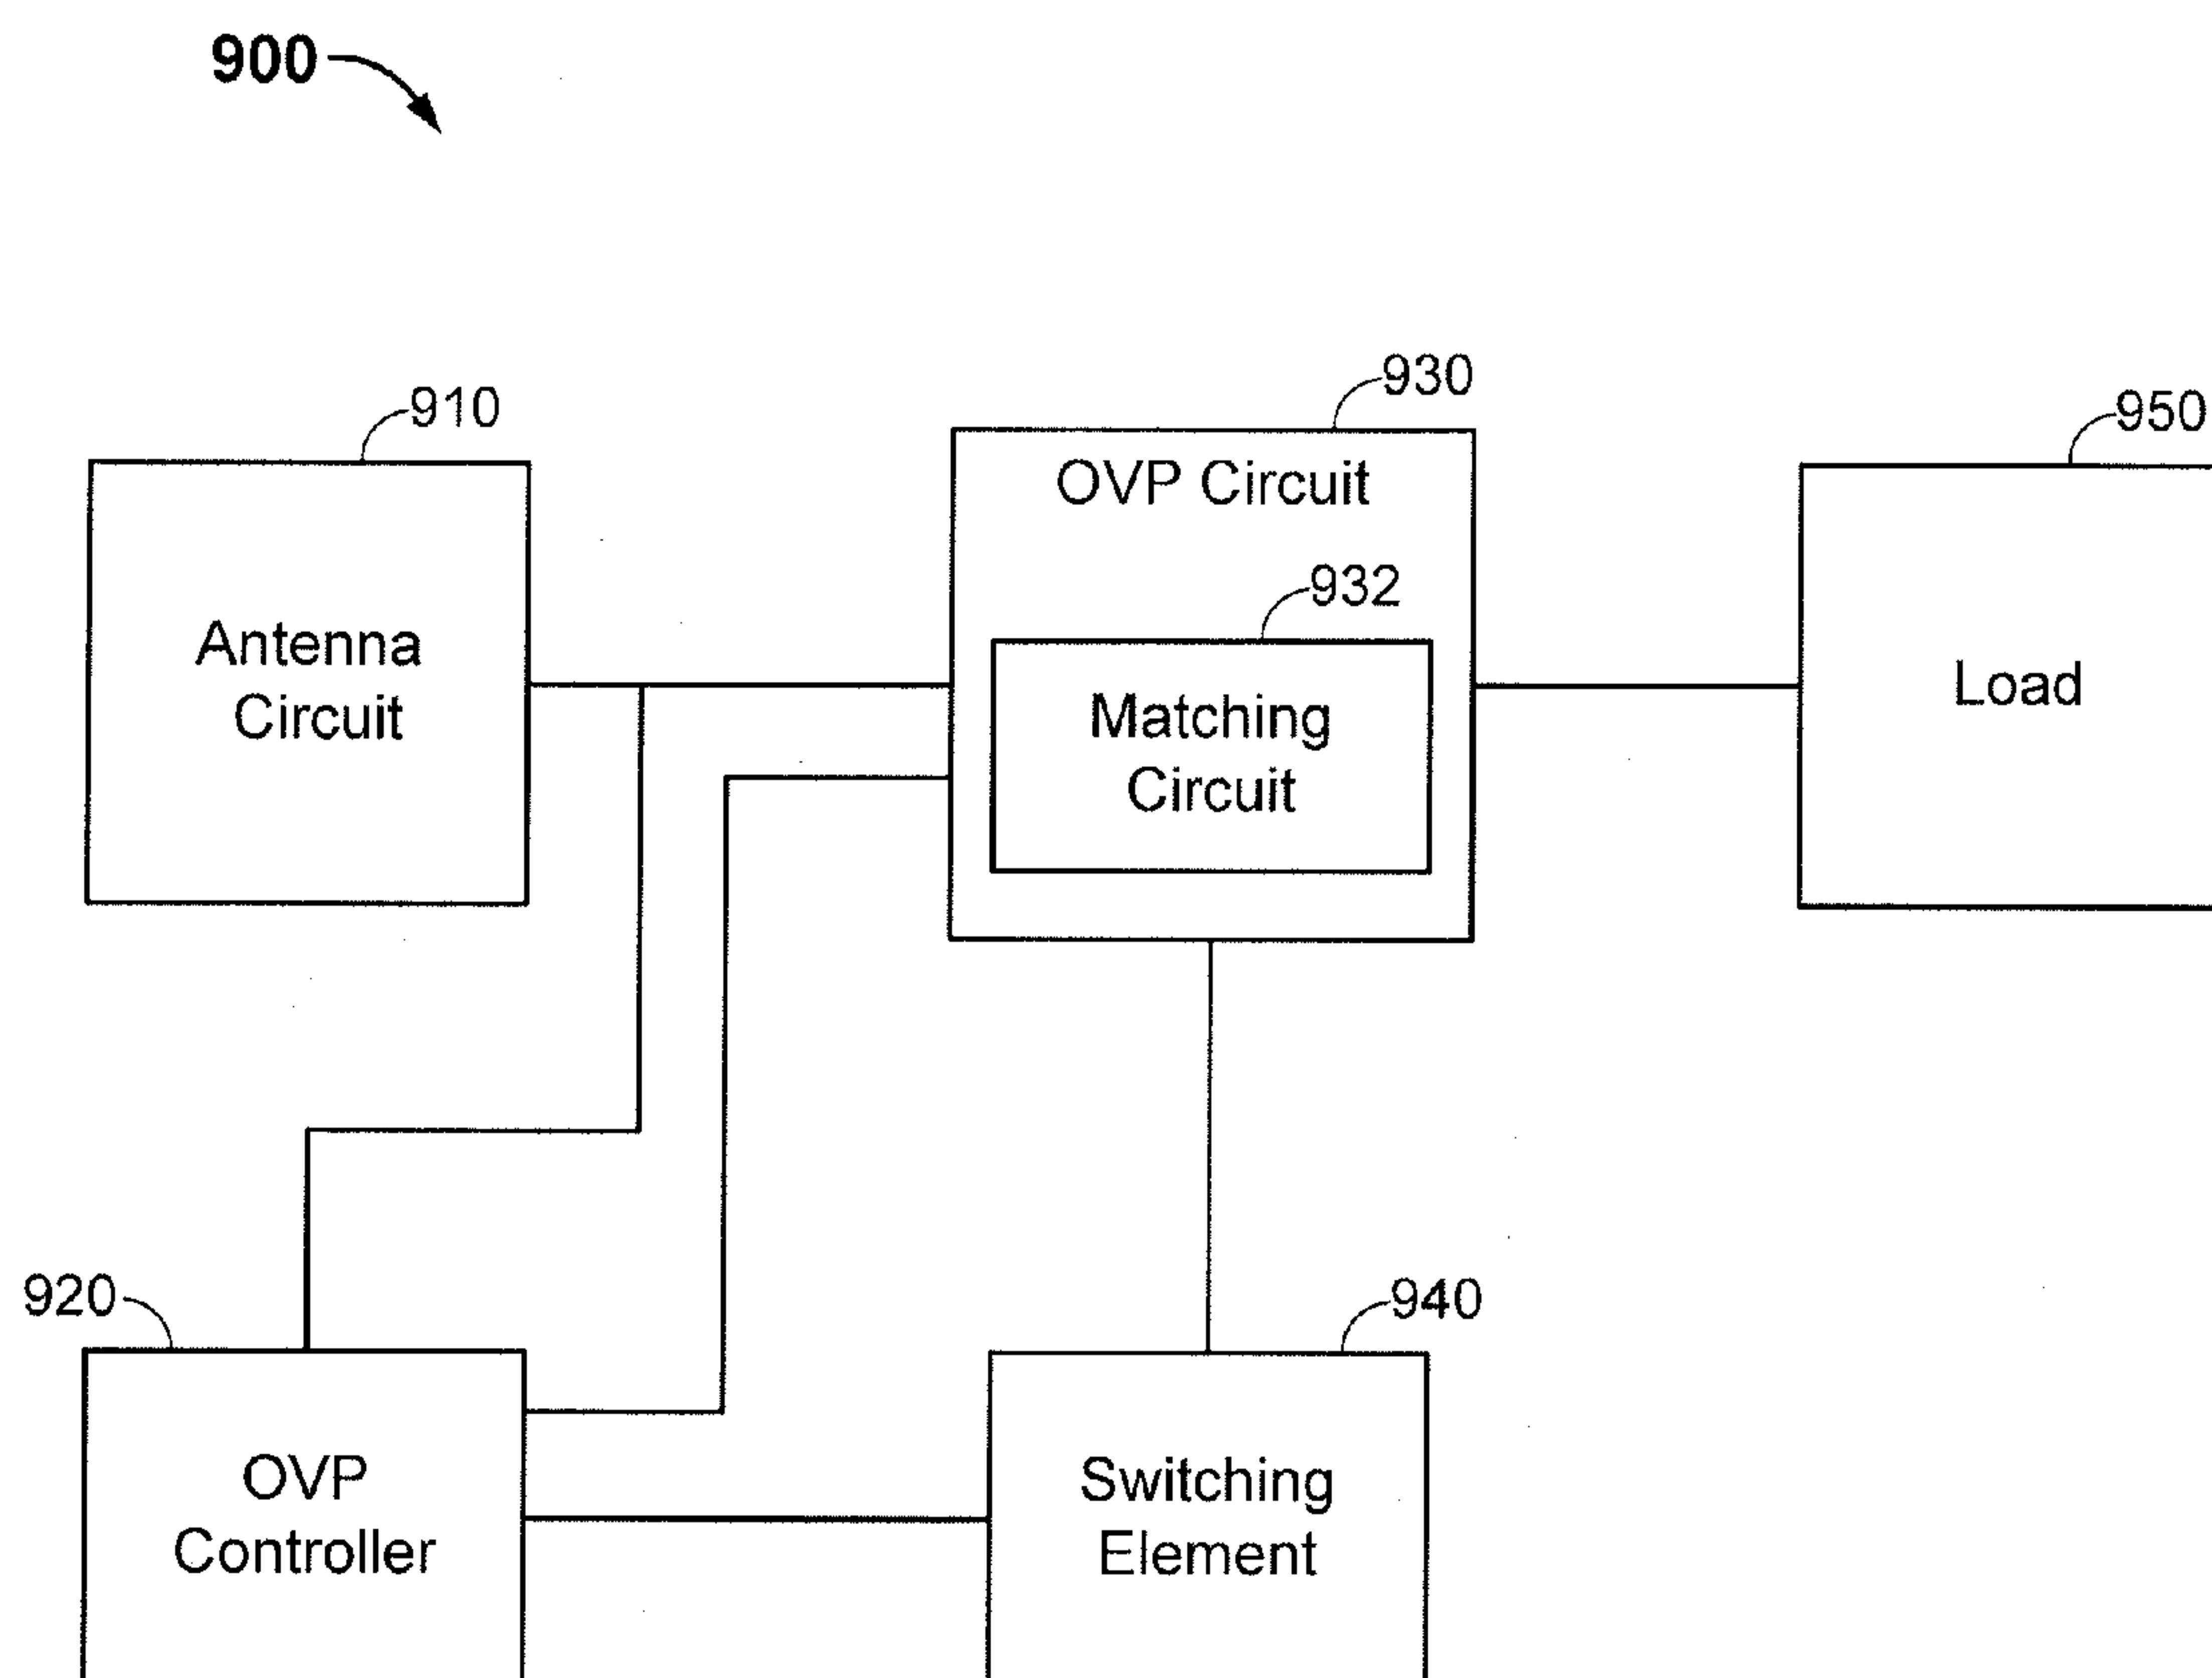 900
910
930
950
OVP Circuit
932
Antenna
Circuit
Matching
Circuit
Load
920
940
OVP
Controller
Switching
Element